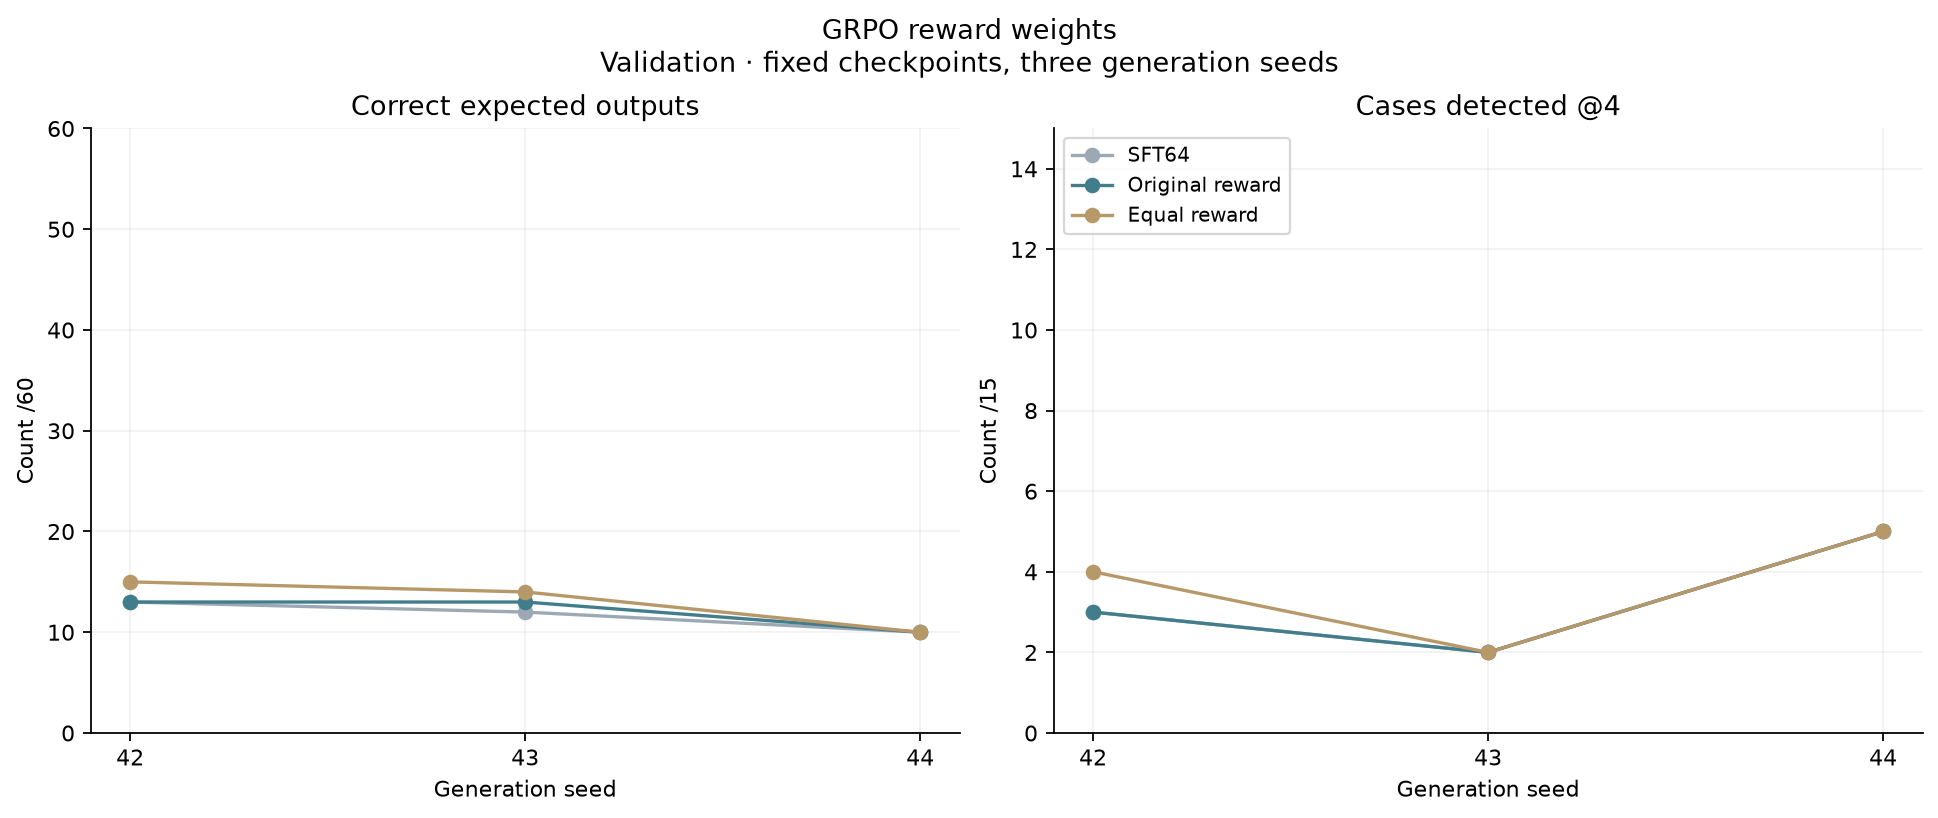 GRPO reward weights
Validation · fixed checkpoints, three generation seeds
Correct expected outputs
Count /60
60
50
40
30
20
10
0
42
43
44
Generation seed
Cases detected @4
Count /15
14
12
10
8
6
4
2
0
SFT64
Original reward
Equal reward
42
43
44
Generation seed